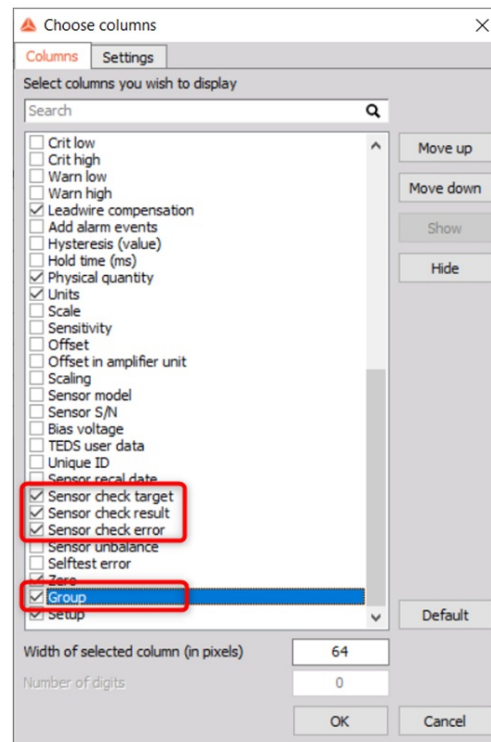 Choose columns
Columns Settings
Select columns you wish to display
Search
Crit low
Crit high
Warn low
Warn high
Leadwire compensation
Add alarm events
Hysteresis (value)
Hold time (ms)
Physical quantity
Units
Scale
Sensitivity
Offset
Offset in amplifier unit
Scaling
Sensor model
Sensor S/N
Bias voltage
TEDS user data
Unique ID
Sensor recal date
Sensor check target
Sensor check result
Sensor check error
Sensor unbalance
Selftest error
Zero
Group
Setup
Move up
Move down
Show
Hide
Default
Width of selected column (in pixels) 64
Number of digits 0
OK Cancel